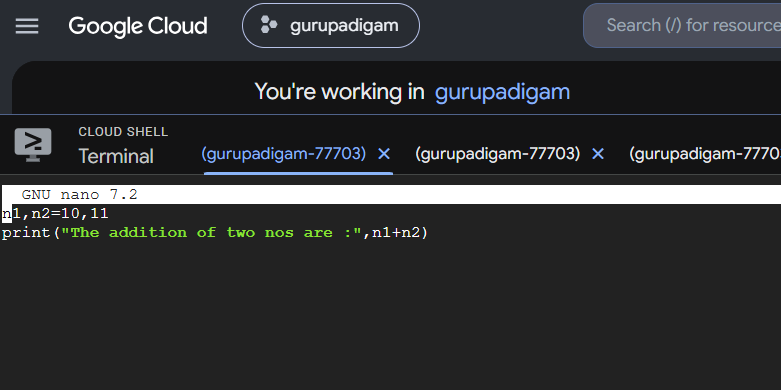 Google Cloud
gurupadigam
Search (/) for resource
You're working in gurupadigam
CLOUD SHELL
Terminal
(gurupadigam-77703) (gurupadigam-77703) (gurupadigam-7770
GNU nano 7.2
n1,n2=10,11
print("The addition of two nos are :",n1+n2)